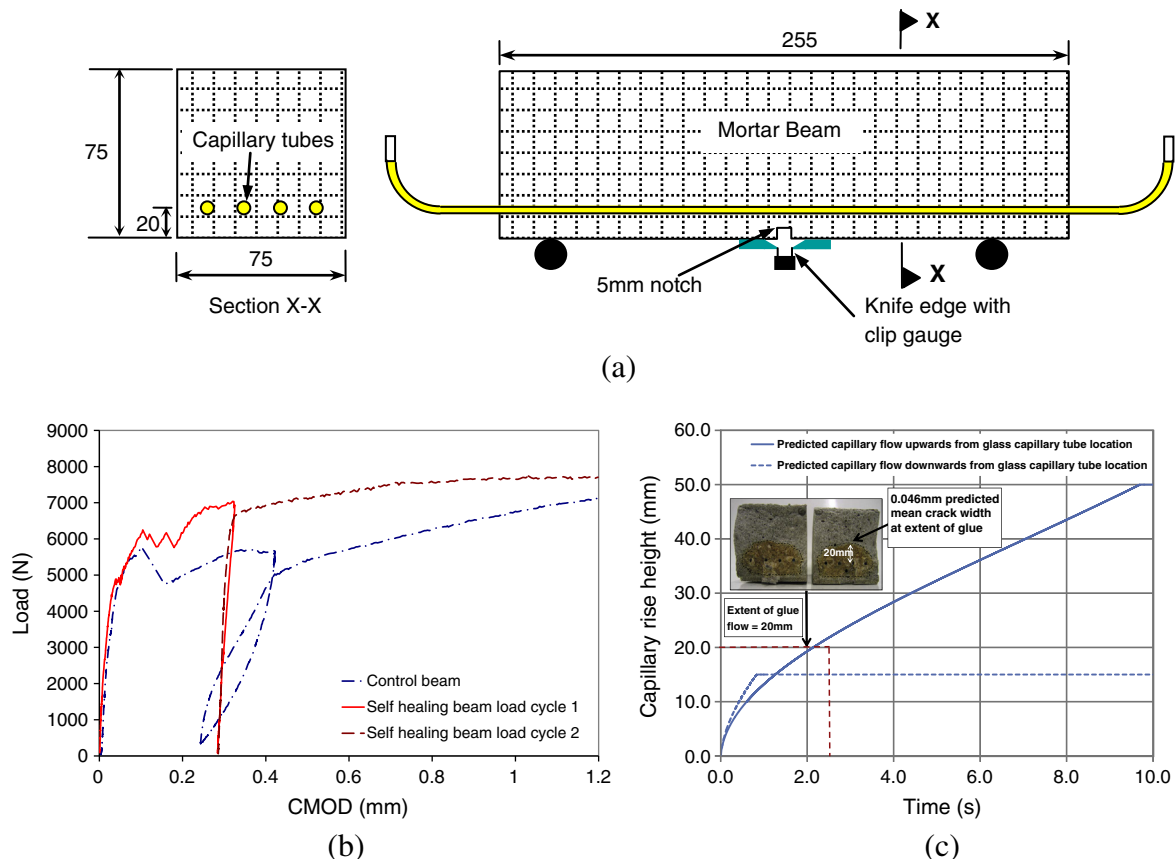 255
X
75
Capillary tubes
Mortar Beam
20
75
5mm notch
X
Section X-X
Knife edge with
clip gauge
(a)
9000
8000
7000
6000
5000
4000
3000
2000
1000
0
Load (N)
Control beam
Self healing beam load cycle 1
Self healing beam load cycle 2
0
0.2
0.4
0.6
0.8
1
1.2
CMOD (mm)
(b)
60.0
50.0
40.0
30.0
20.0
10.0
0.0
Capillary rise height (mm)
Predicted capillary flow upwards from glass capillary tube location
Predicted capillary flow downwards from glass capillary tube location
0.046mm predicted
mean crack width
at extent of glue
20mm
Extent of glue
flow = 20mm
0.0
2.0
4.0
6.0
8.0
10.0
Time (s)
(c)